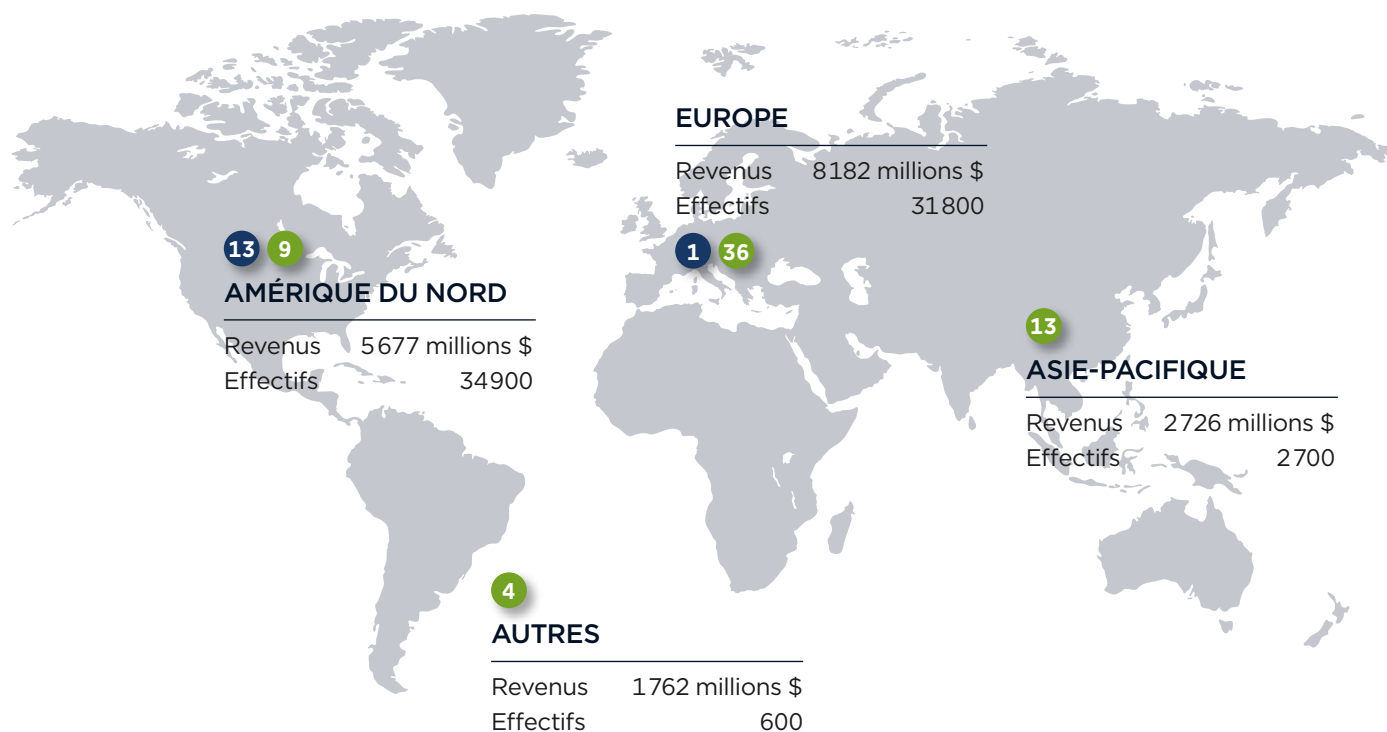 EUROPE
Revenus 8182 millions $
Effectifs 31800
1 36
13 9
AMÉRIQUE DU NORD
Revenus 5677 millions $
Effectifs 34900
13
ASIE-PACIFIQUE
Revenus 2726 millions $
Effectifs 2700
4
AUTRES
Revenus 1762 millions $
Effectifs 600